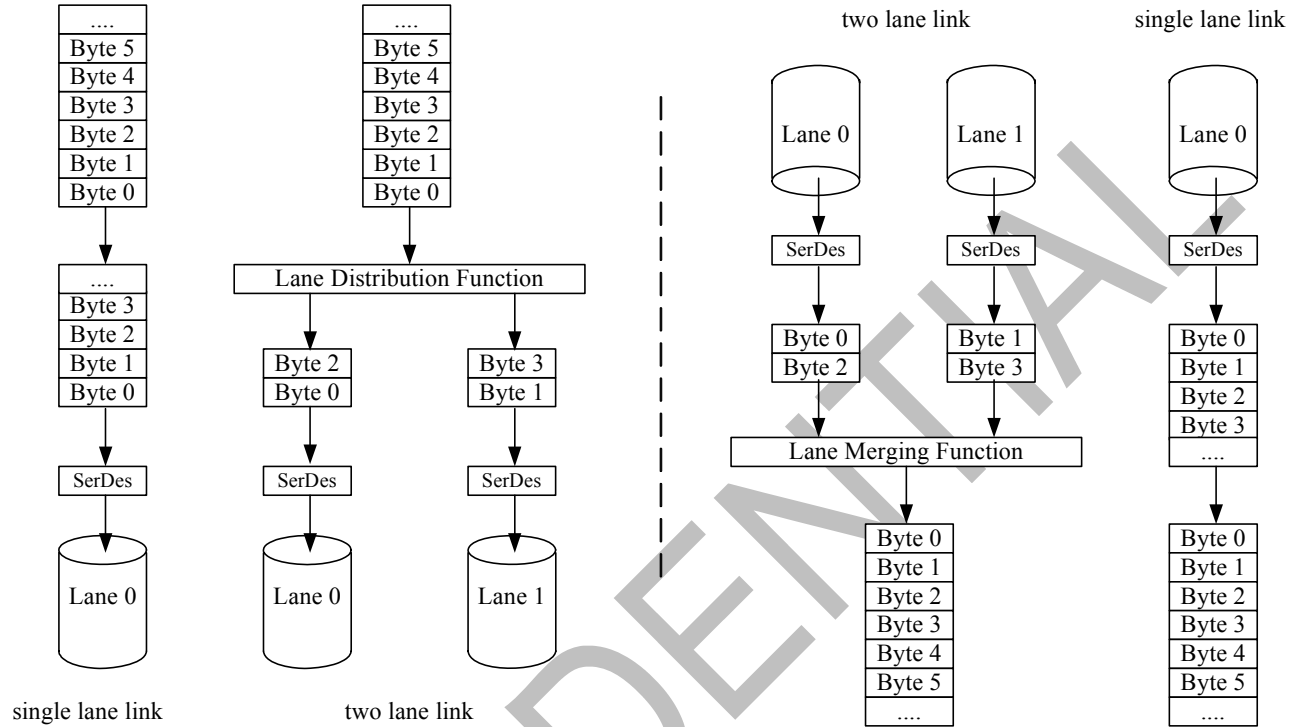 ....
Byte 5
Byte 4
Byte 3
Byte 2
Byte 1
Byte 0
....
Byte 3
Byte 2
Byte 1
Byte 0
SerDes
Lane 0
single lane link
....
Byte 5
Byte 4
Byte 3
Byte 2
Byte 1
Byte 0
Lane Distribution Function
Byte 2
Byte 0
SerDes
Lane 0
Byte 3
Byte 1
SerDes
Lane 1
two lane link
two lane link
Lane 0
SerDes
Byte 0
Byte 2
Lane 1
SerDes
Byte 1
Byte 3
Lane Merging Function
Byte 0
Byte 1
Byte 2
Byte 3
Byte 4
Byte 5
....
single lane link
Lane 0
SerDes
Byte 0
Byte 1
Byte 2
Byte 3
....
Byte 0
Byte 1
Byte 2
Byte 3
Byte 4
Byte 5
....
DENTIAL